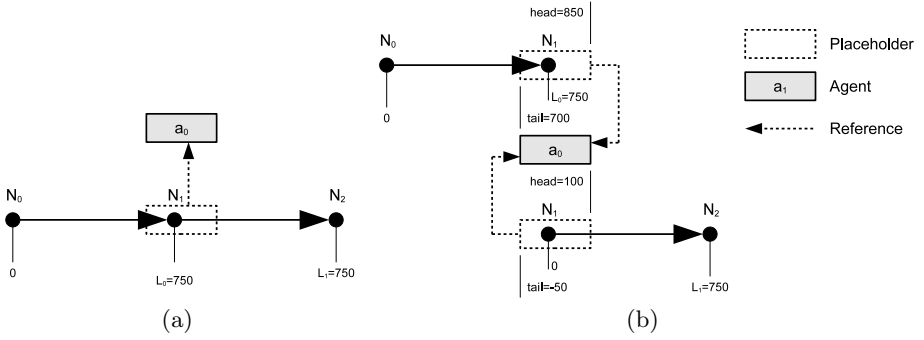 a₀
N₀
N₁
N₂
0
L₀=750
L₁=750
(a)
head=850
N₀
N₁
0
L₀=750
tail=700
a₀
head=100
N₁
N₂
0
tail=-50
L₁=750
(b)
Placeholder
a₁
Agent
Reference